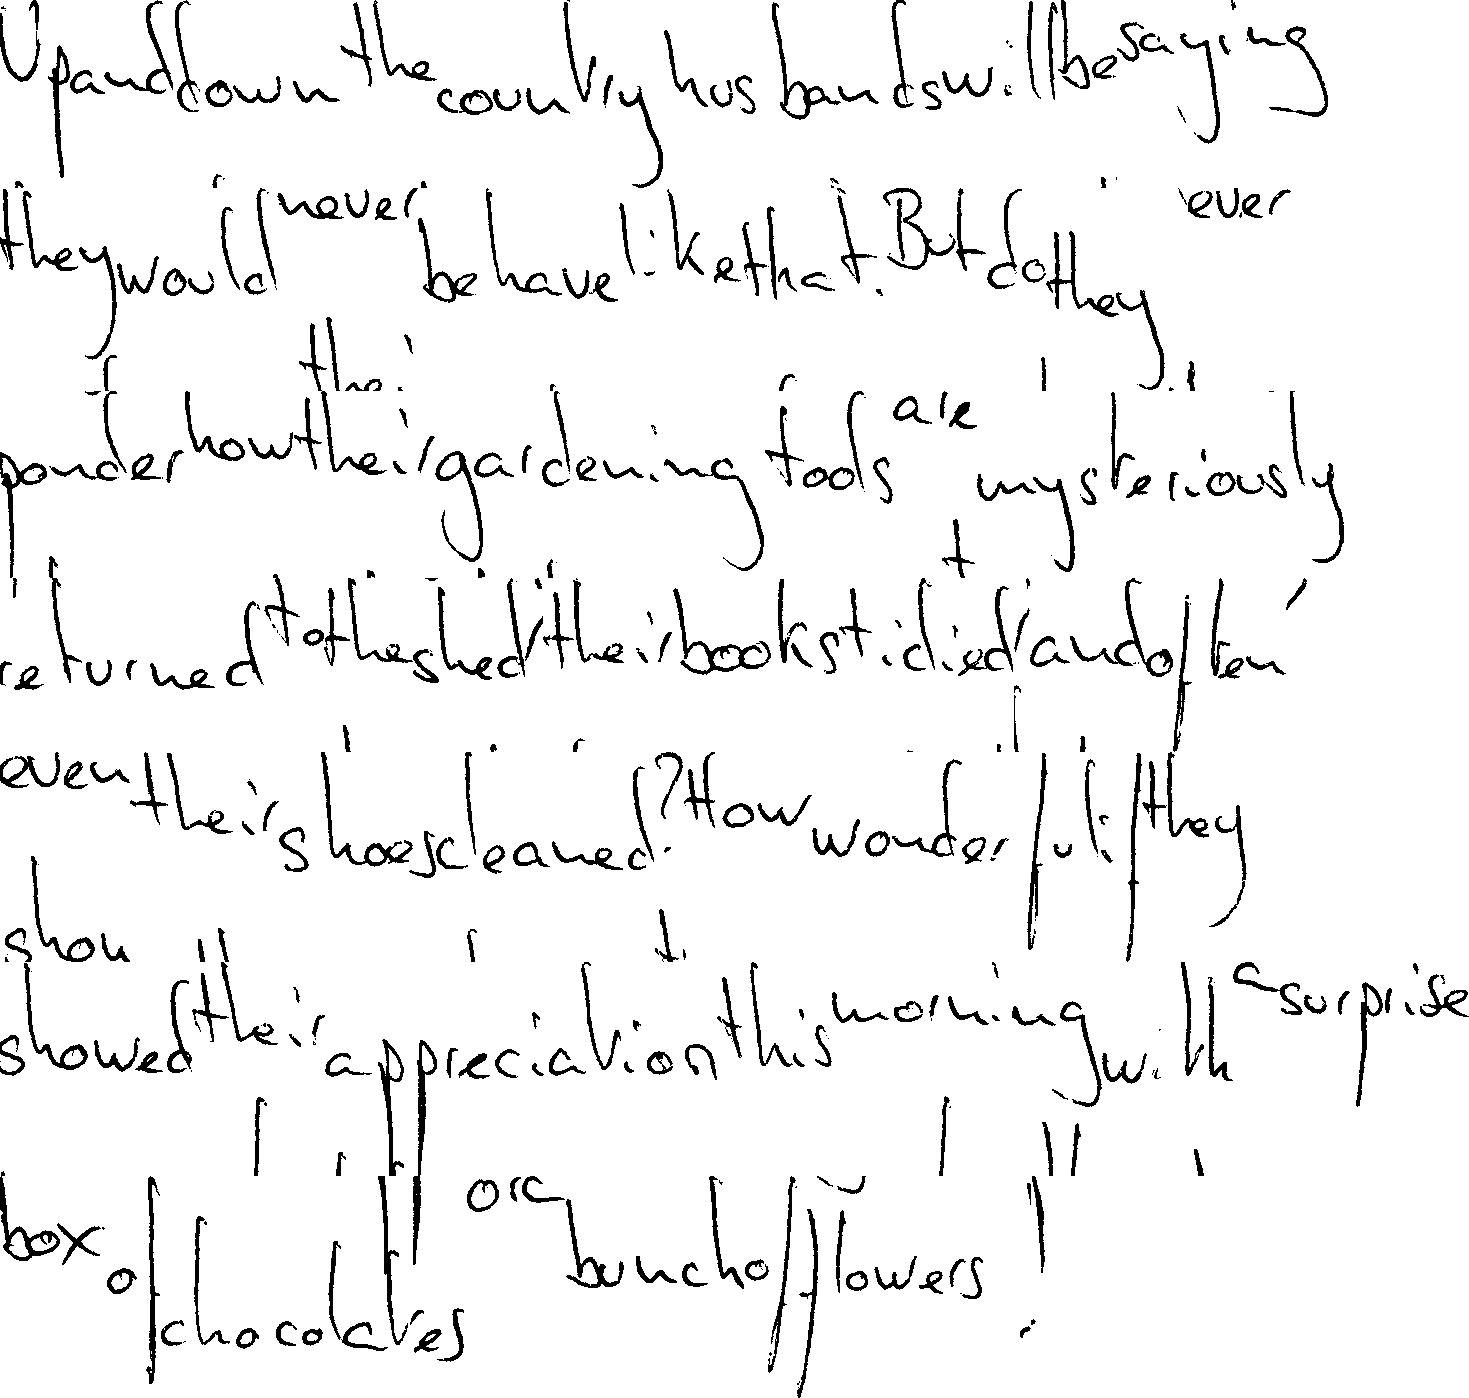 Up and down the country husbands will be saying
they would never behave like that. But do they ever
ponder how their gardening tools are mysteriously
returned to the shed, their books tidied, and often
even their shoes cleaned? How wonderful if they
showed their appreciation this morning with a surprise
box of chocolates or a bunch of flowers!